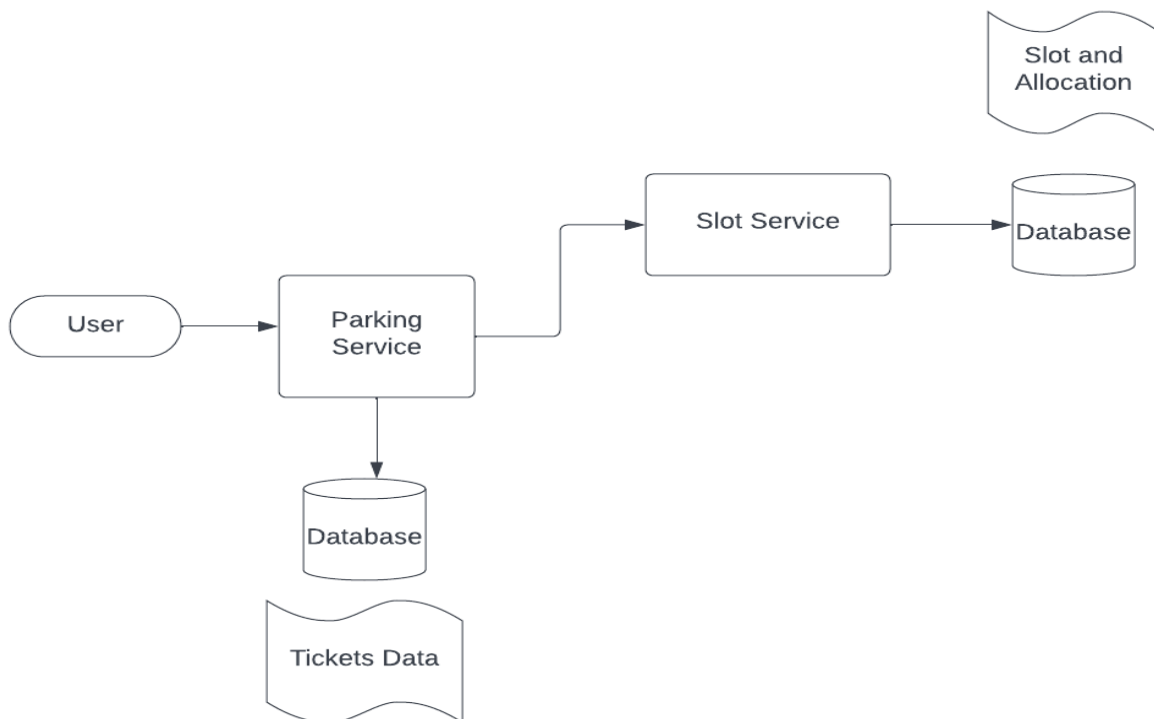 Slot and
Allocation
Slot Service
Database
User
Parking
Service
Database
Tickets Data